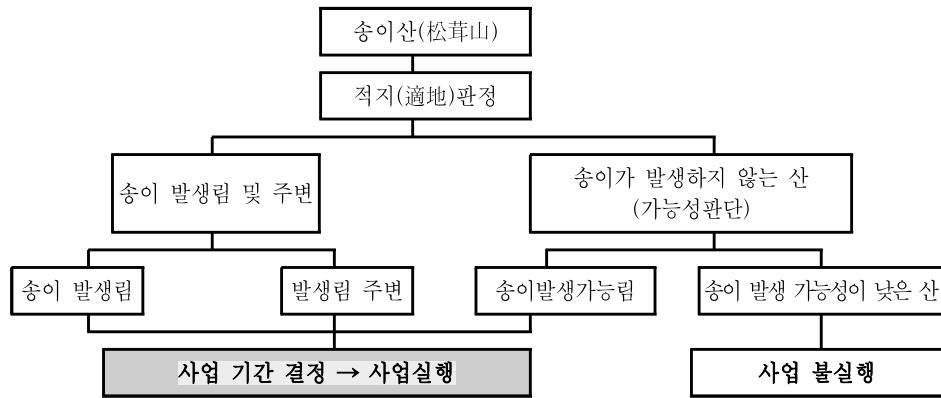 송이산(松茸山)
적지(適地)판정
송이 발생림 및 주변
송이가 발생하지 않는 산
(가능성판단)
송이 발생림
발생림 주변
송이발생가능림
송이 발생 가능성이 낮은 산
사업 기간 결정 → 사업실행
사업 불실행